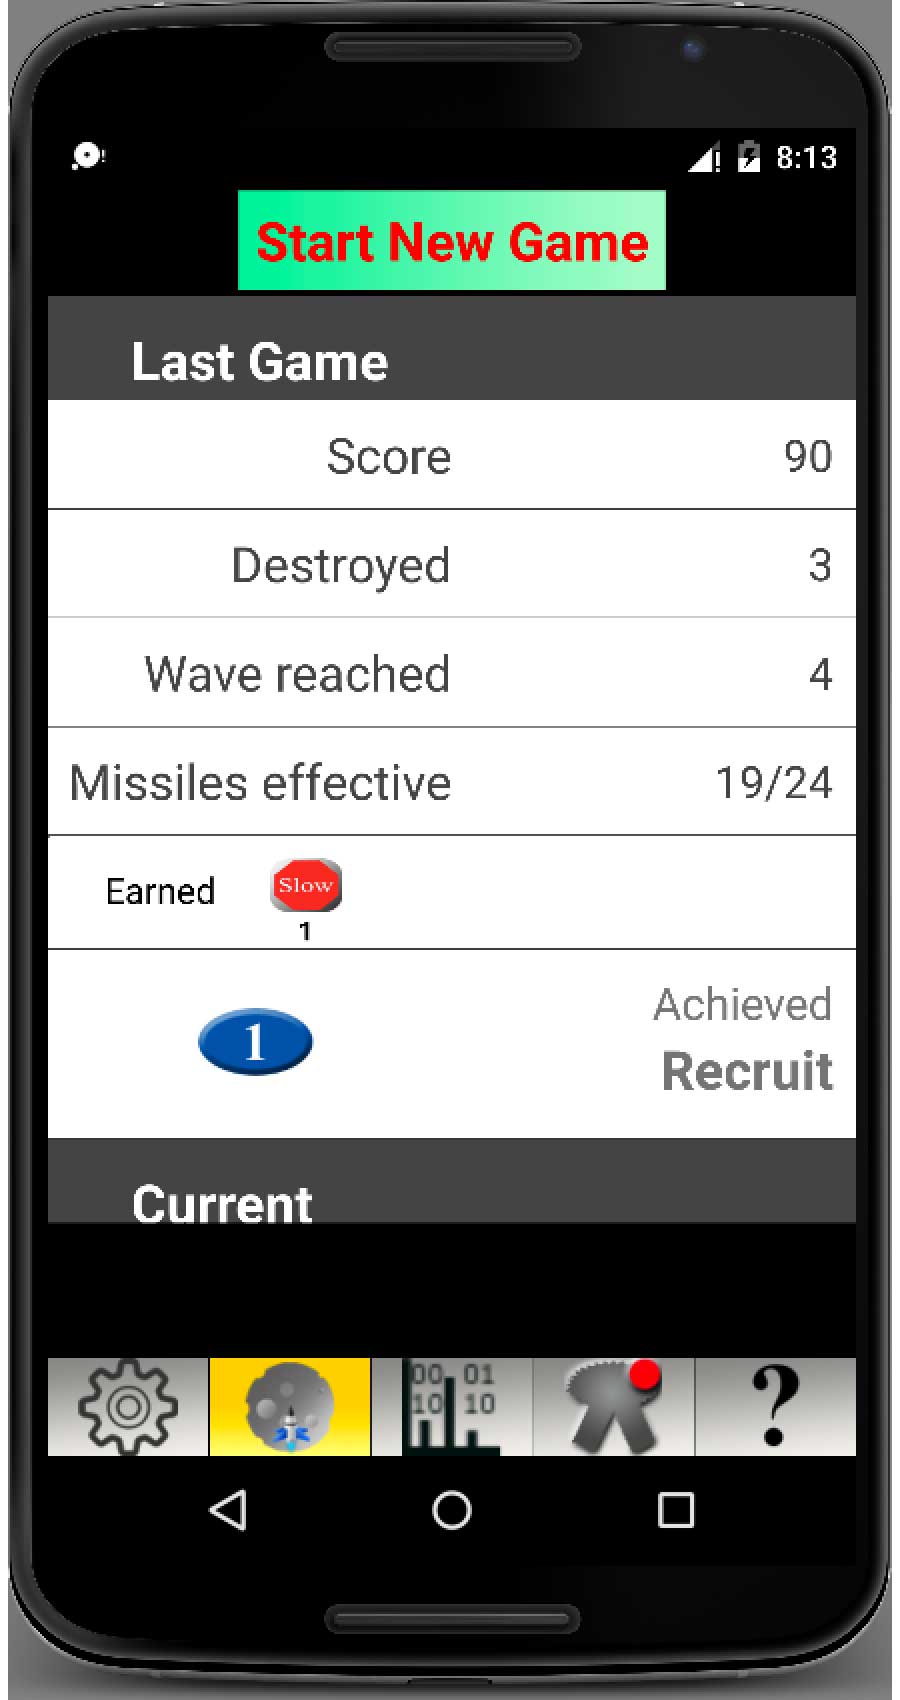 8:13
Start New Game
Last Game
Score 90
Destroyed 3
Wave reached 4
Missiles effective 19/24
Earned Slow
1
1 Achieved
Recruit
Current
00 01
10 10
?